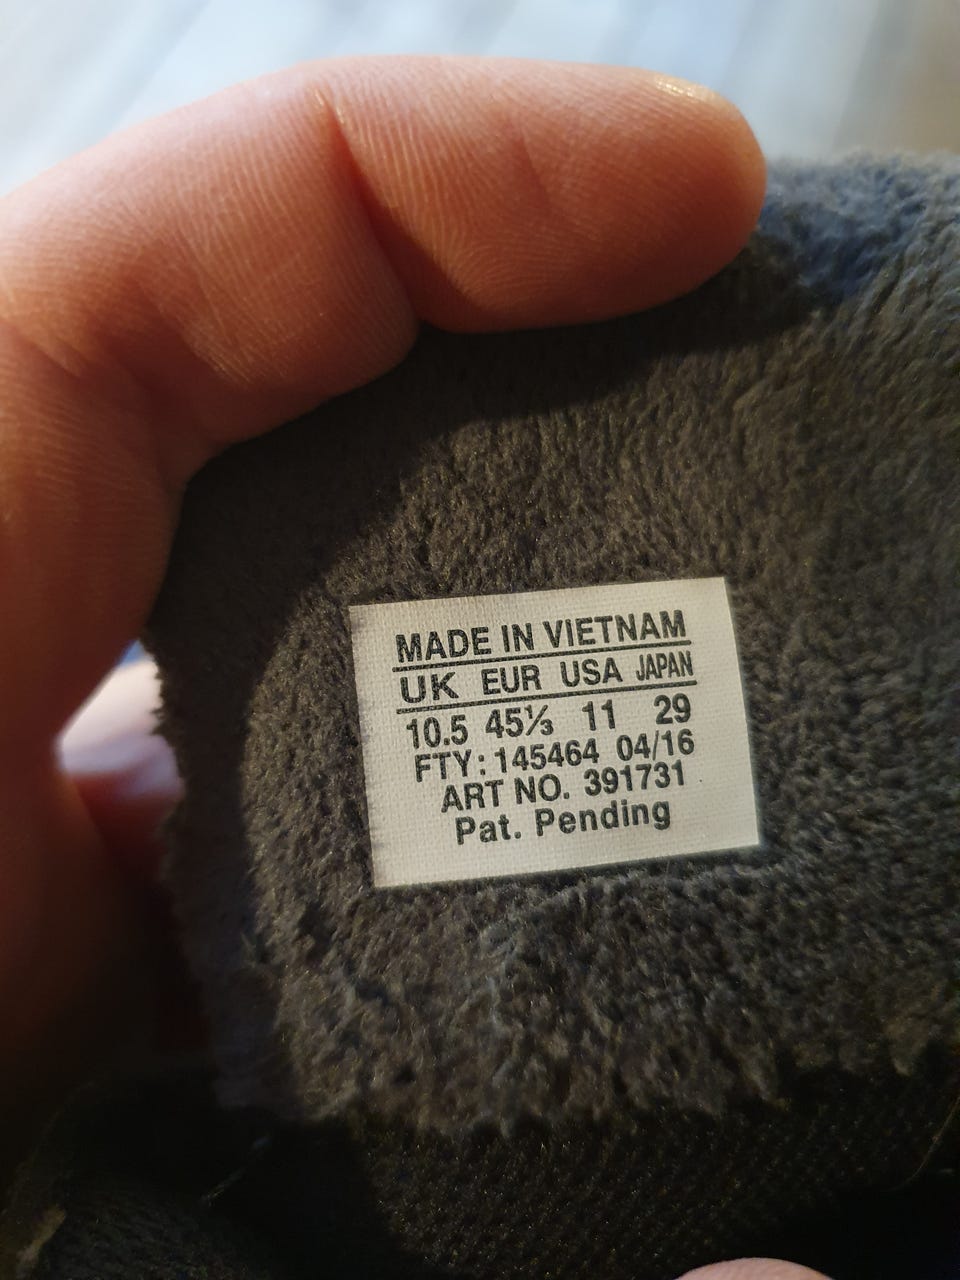 MADE IN VIETNAM
UK EUR USA JAPAN
10.5 45⅓ 11 29
FTY: 145464 04/16
ART NO. 391731
Pat. Pending